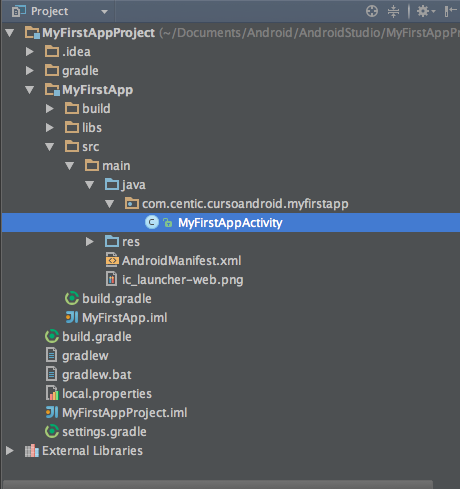 Project
MyFirstAppProject (~/Documents/Android/AndroidStudio/MyFirstAppPr
.idea
gradle
MyFirstApp
build
libs
src
main
java
com.centic.cursoandroid.myfirstapp
C MyFirstAppActivity
res
AndroidManifest.xml
ic_launcher-web.png
build.gradle
MyFirstApp.iml
build.gradle
gradlew
gradlew.bat
local.properties
MyFirstAppProject.iml
settings.gradle
External Libraries